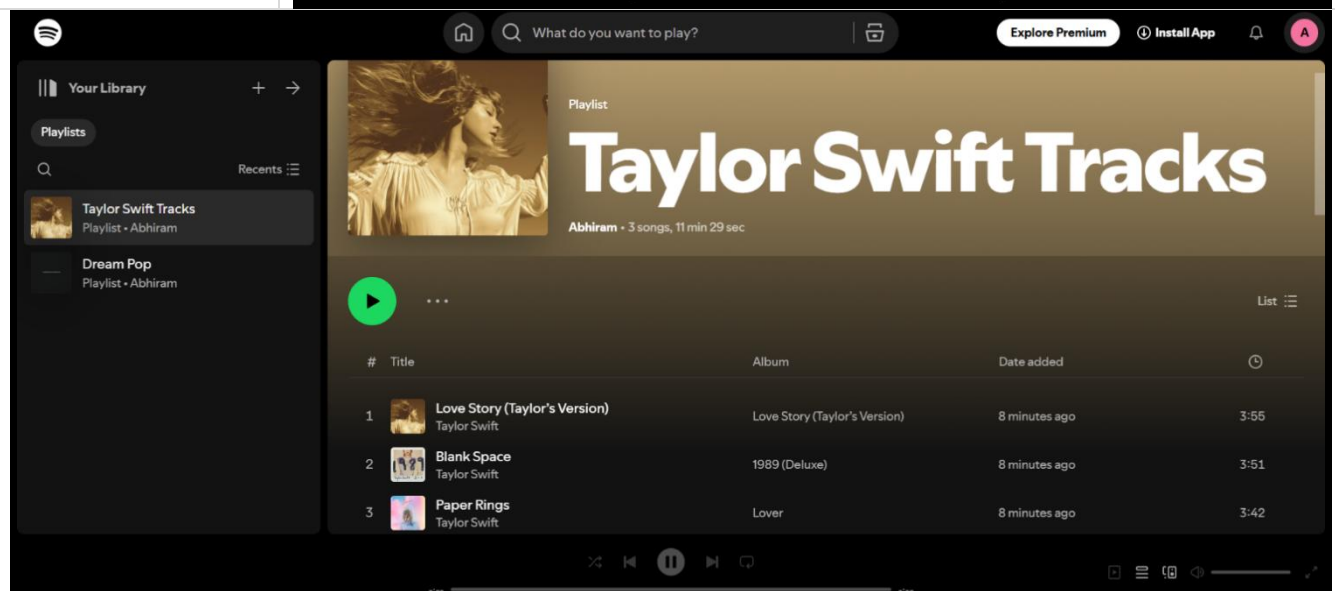 What do you want to play?
Explore Premium
Install App
A
Your Library
Playlists
Recents
Taylor Swift Tracks
Playlist • Abhiram
Dream Pop
Playlist • Abhiram
Playlist
Taylor Swift Tracks
Abhiram • 3 songs, 11 min 29 sec
List
# Title Album Date added
1 Love Story (Taylor's Version) Love Story (Taylor's Version) 8 minutes ago 3:55
Taylor Swift
2 Blank Space 1989 (Deluxe) 8 minutes ago 3:51
Taylor Swift
3 Paper Rings Lover 8 minutes ago 3:42
Taylor Swift